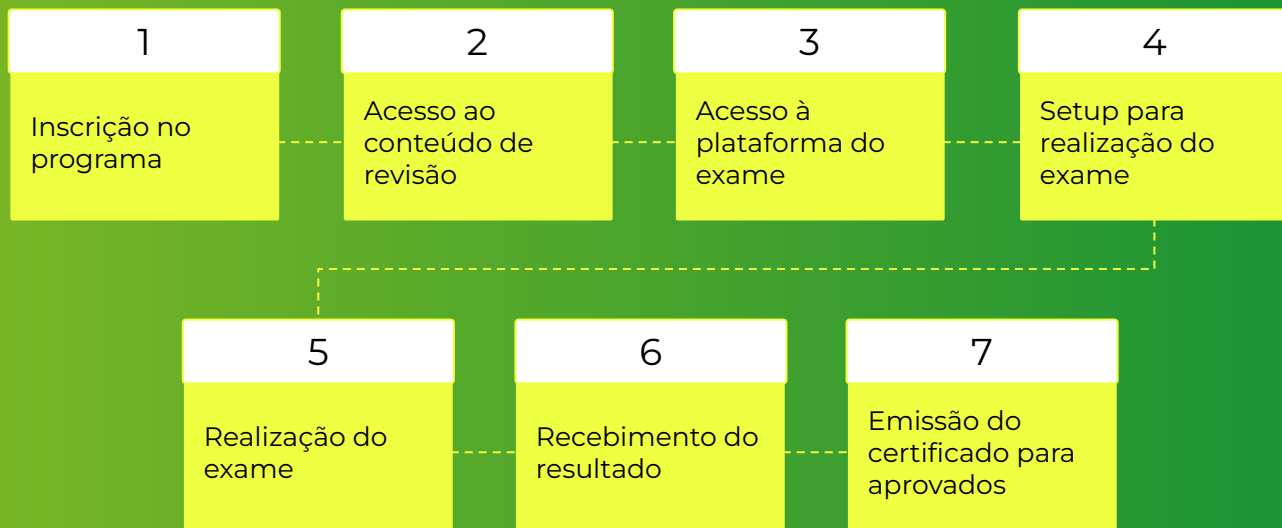 1
Inscrição no
programa
2
Acesso ao
conteúdo de
revisão
3
Acesso à
plataforma do
exame
4
Setup para
realização do
exame
5
Realização do
exame
6
Recebimento do
resultado
7
Emissão do
certificado para
aprovados